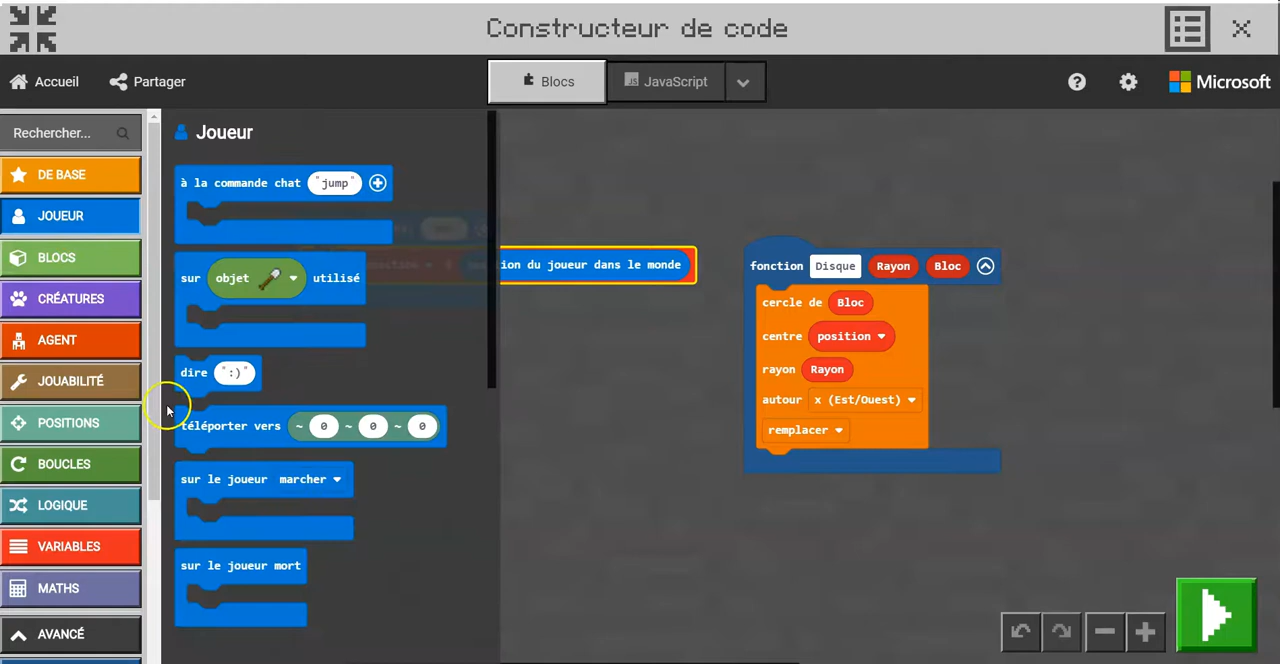 Constructeur de code
Accueil
Partager
Blocs
JavaScript
Microsoft
Rechercher...
DE BASE
JOUEUR
BLOCS
CRÉATURES
AGENT
JOUABILITÉ
POSITIONS
BOUCLES
LOGIQUE
VARIABLES
MATHS
AVANCÉ
Joueur
à la commande chat "jump"
sur objet utilisé
dire ":)"
téléporter vers ~ 0 ~ 0 ~ 0
sur le joueur marcher
sur le joueur mort
ion du joueur dans le monde
fonction Disque Rayon Bloc
cercle de Bloc
centre position
rayon Rayon
autour x (Est/Ouest)
remplacer